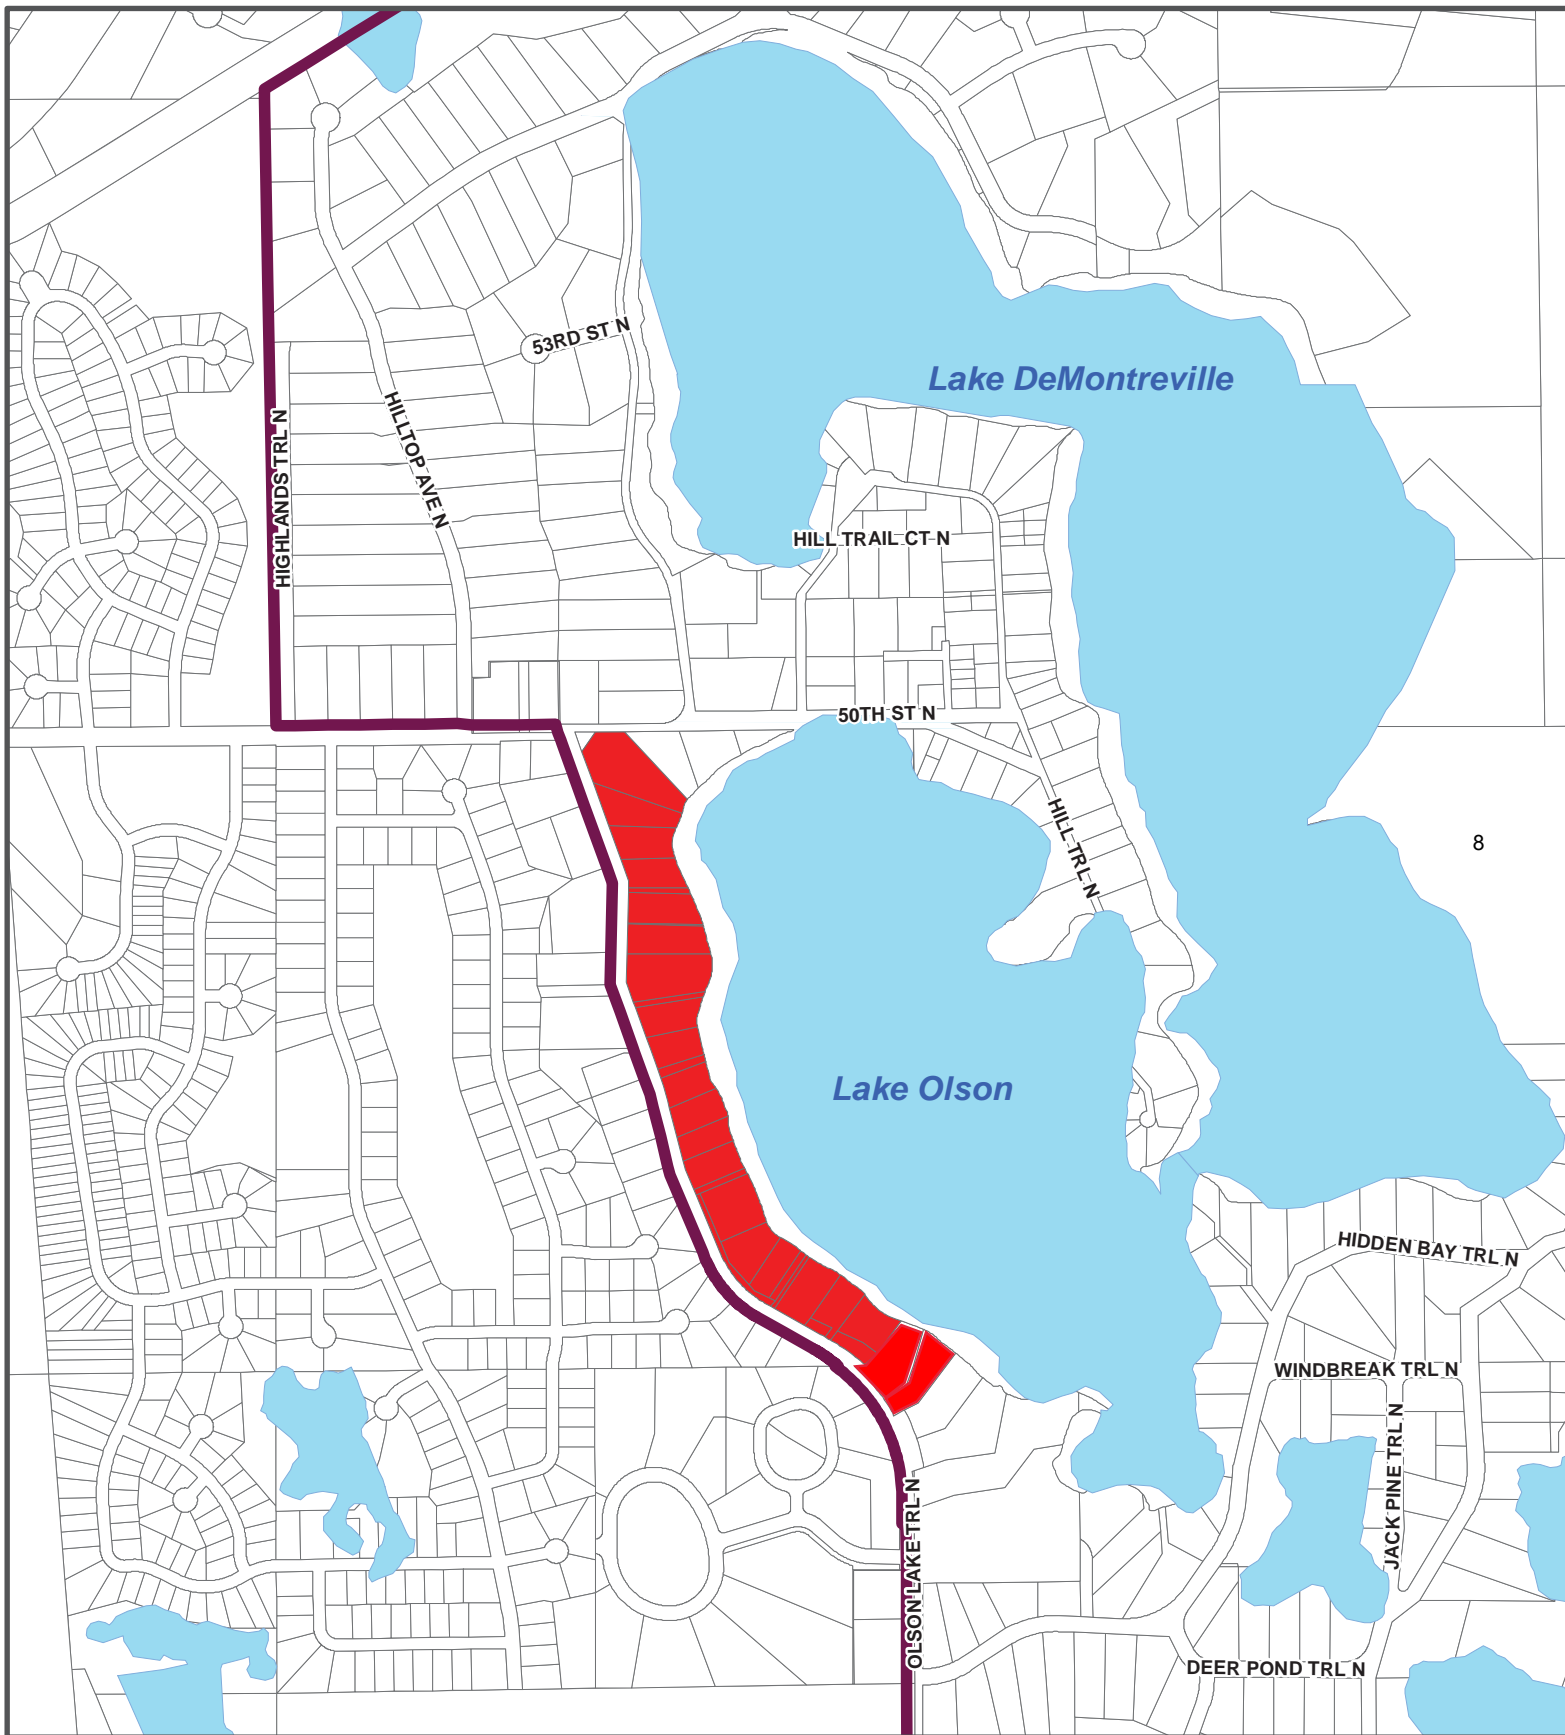 53RD ST N
Lake DeMontreville
HIGHLANDS TRL N
HILLTOP AVE N
HILL TRAIL CT N
50TH ST N
HILL TRL N
8
Lake Olson
HIDDEN BAY TRL N
WINDBREAK TRL N
JACK PINE TRL N
OLSON LAKE TRL N
DEER POND TRL N